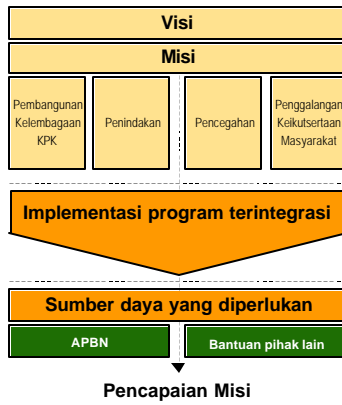 Visi
Misi
Pembangunan
Kelembagaan
KPK
Penindakan
Pencegahan
Penggalangan
Keikutsertaan
Masyarakat
Implementasi program terintegrasi
Sumber daya yang diperlukan
APBN
Bantuan pihak lain
Pencapaian Misi